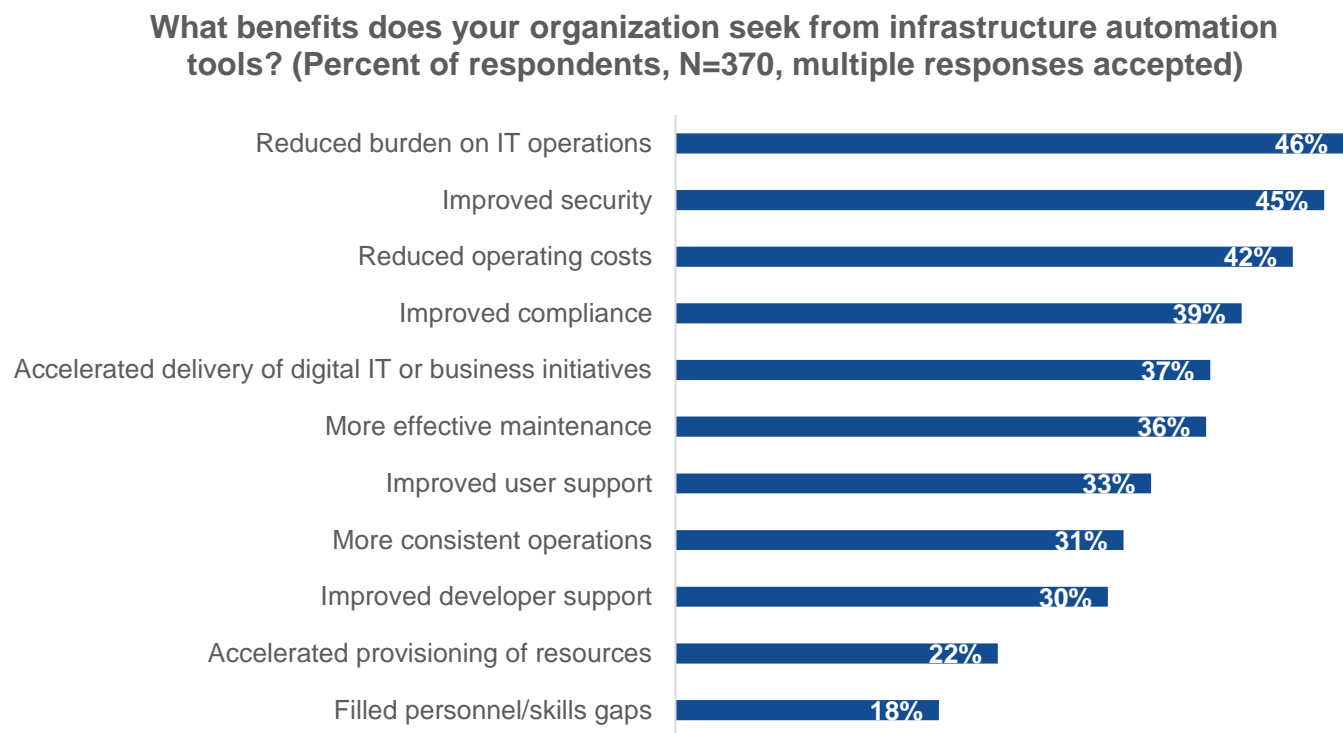 What benefits does your organization seek from infrastructure automation
tools? (Percent of respondents, N=370, multiple responses accepted)
Reduced burden on IT operations 46%
Improved security 45%
Reduced operating costs 42%
Improved compliance 39%
Accelerated delivery of digital IT or business initiatives 37%
More effective maintenance 36%
Improved user support 33%
More consistent operations 31%
Improved developer support 30%
Accelerated provisioning of resources 22%
Filled personnel/skills gaps 18%